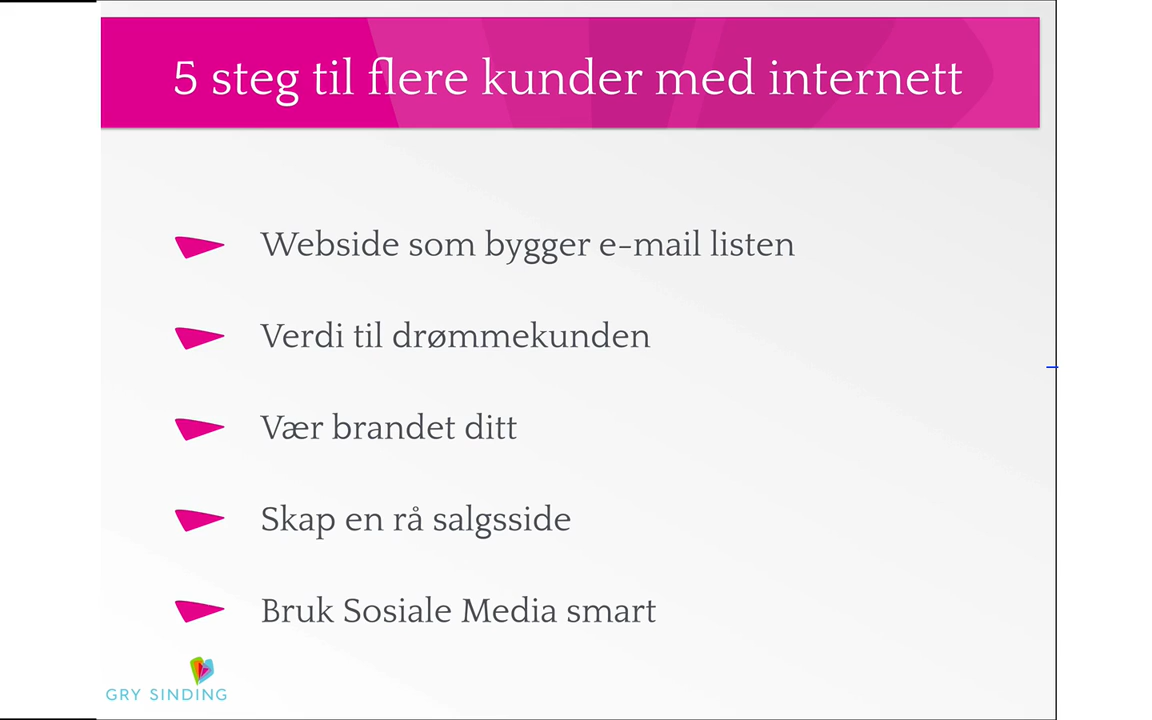 5 steg til flere kunder med internett
Webside som bygger e-mail listen
Verdi til drømmekunden
Vær brandet ditt
Skap en rå salgsside
Bruk Sosiale Media smart
GRY SINDING